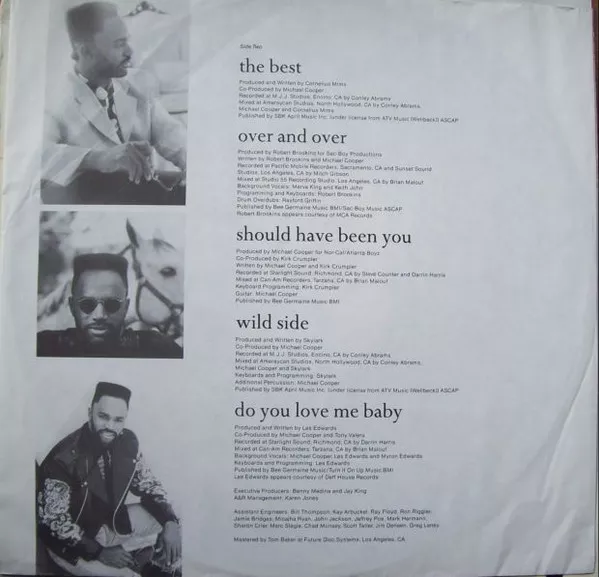 Side Two
the best
Produced and Written by Cornelius Mims
Co-Produced by Michael Cooper
Recorded at M.J.J. Studios, Encino, CA by Conley Abrams
Mixed at Ameraycan Studios, North Hollywood, CA by Conley Abrams,
Michael Cooper and Cornelius Mims
Published by SBK April Music Inc. (under license from ATV Music (Wellbeck)) ASCAP
over and over
Produced by Robert Brookins for Sac-Boy Productions
Written by Robert Brookins and Michael Cooper
Recorded at Pacific Mobile Recorders, Sacramento, CA and Sunset Sound
Studios, Los Angeles, CA by Mitch Gibson
Mixed at Studio 55 Recording Studio, Los Angeles, CA by Brian Malouf
Background Vocals: Marva King and Keith John
Programming and Keyboards: Robert Brookins
Drum Overdubs: Rayford Griffin
Published by Bee Germaine Music BMI/Sac-Boy Music ASCAP
Robert Brookins appears courtesy of MCA Records
should have been you
Produced by Michael Cooper for Nor-Cal/Atlanta Boyz
Co-Produced by Kirk Crumpler
Written by Michael Cooper and Kirk Crumpler
Recorded at Starlight Sound, Richmond, CA by Steve Counter and Darrin Harris
Mixed at Can-Am Recorders, Tarzana, CA by Brian Malouf
Keyboard Programming: Kirk Crumpler
Guitar: Michael Cooper
Published by Bee Germaine Music BMI
wild side
Produced and Written by Skylark
Co-Produced by Michael Cooper
Recorded at M.J.J. Studios, Encino, CA by Conley Abrams
Mixed at Ameraycan Studios, North Hollywood, CA by Conley Abrams,
Michael Cooper and Skylark
Keyboards and Programming: Skylark
Additional Percussion: Michael Cooper
Published by SBK April Music Inc. (under license from ATV Music (Wellbeck)) ASCAP
do you love me baby
Produced and Written by Les Edwards
Co-Produced by Michael Cooper and Tony Valera
Recorded at Starlight Sound, Richmond, CA by Darrin Harris
Mixed at Can-Am Recorders, Tarzana, CA by Brian Malouf
Background Vocals: Michael Cooper, Les Edwards and Myron Edwards
Keyboards and Programming: Les Edwards
Published by Bee Germaine Music/Turn It On Up Music BMI
Les Edwards appears courtesy of Dart House Records
Executive Producers: Benny Medina and Jay King
A&R Management: Karen Jones
Assistant Engineers: Bill Thompson, Ray Floyd, Ron Riggler,
Jamie Bridges, Ryan, John Jackson, Jeffrey Poe, Mark Hermann,
Sharon Crier, Marc Slagle, Chad Munsey, Scott Jim Dineen, Greg
Mastered by Tom Baker at Future Disc Systems, Los Angeles, CA